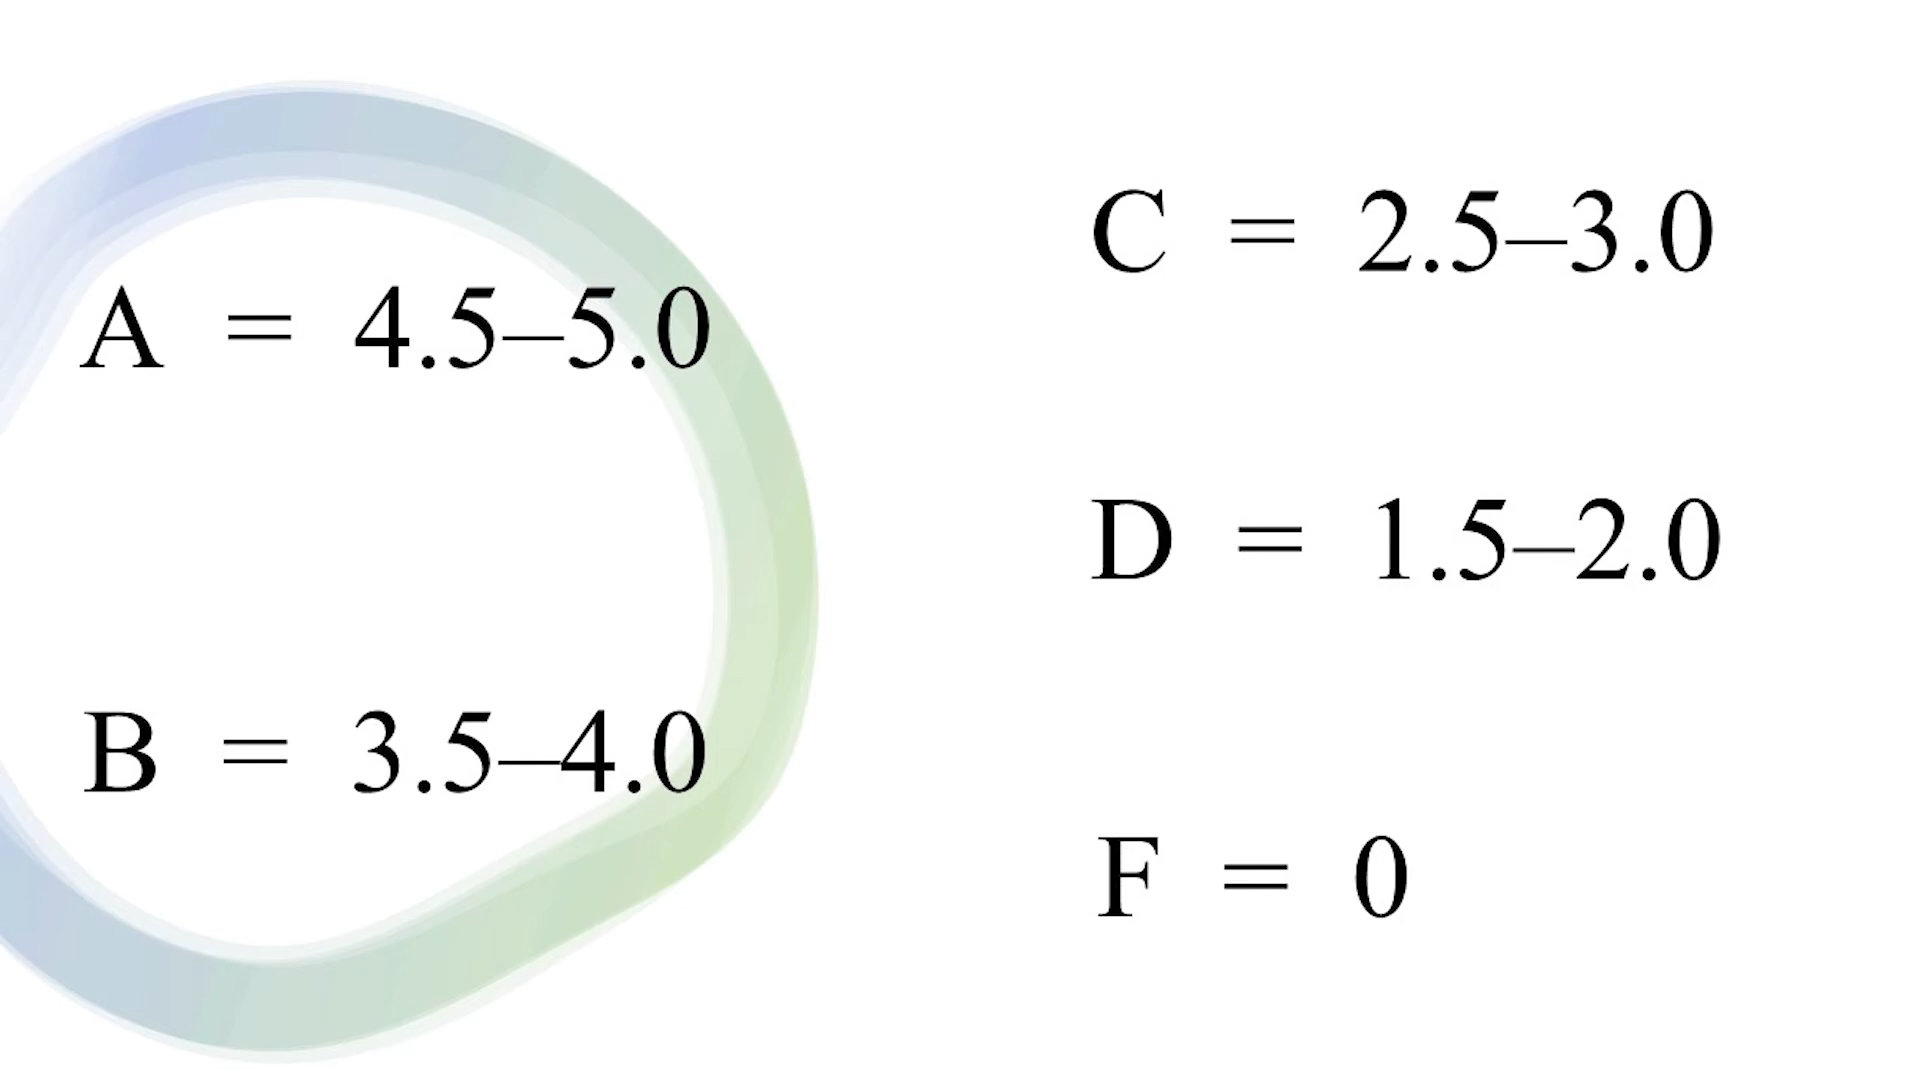 A = 4.5–5.0
B = 3.5–4.0
C = 2.5–3.0
D = 1.5–2.0
F = 0